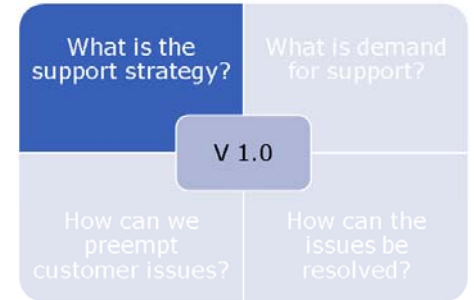 What is the
support strategy?
What is demand
for support?
V 1.0
How can we
preempt
customer issues?
How can the
issues be
resolved?